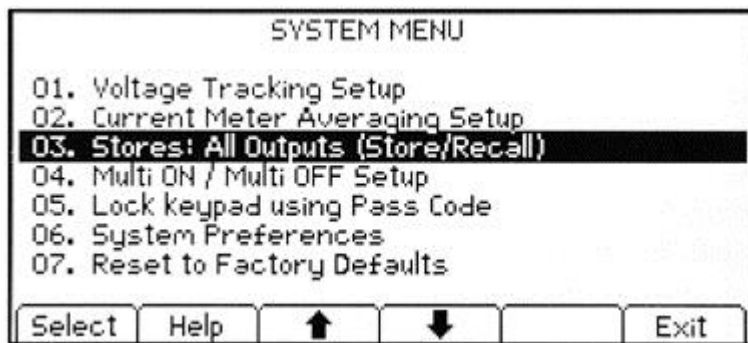 SYSTEM MENU
01. Voltage Tracking Setup
02. Current Meter Averaging Setup
03. Stores: All Outputs (Store/Recall)
04. Multi ON / Multi OFF Setup
05. Lock keypad using Pass Code
06. System Preferences
07. Reset to Factory Defaults
Select Help ↑ ↓ Exit